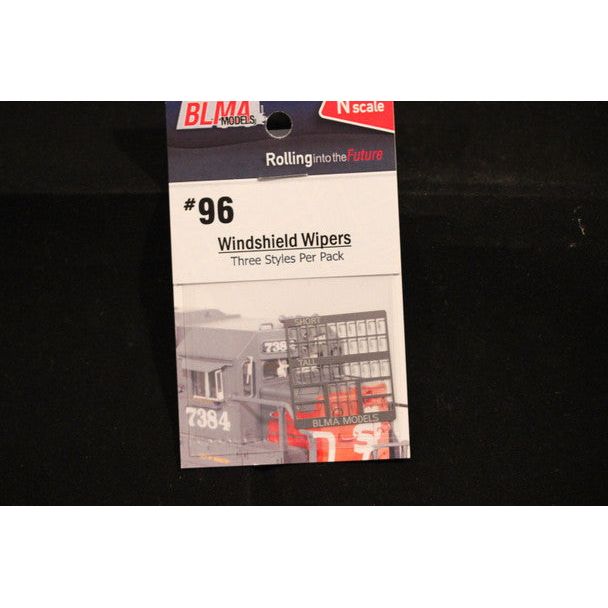 BLMA
MODELS
N scale
Rolling into the Future
#96
Windshield Wipers
Three Styles Per Pack
SHORT
7384
TALL
7384
BLMA MODELS